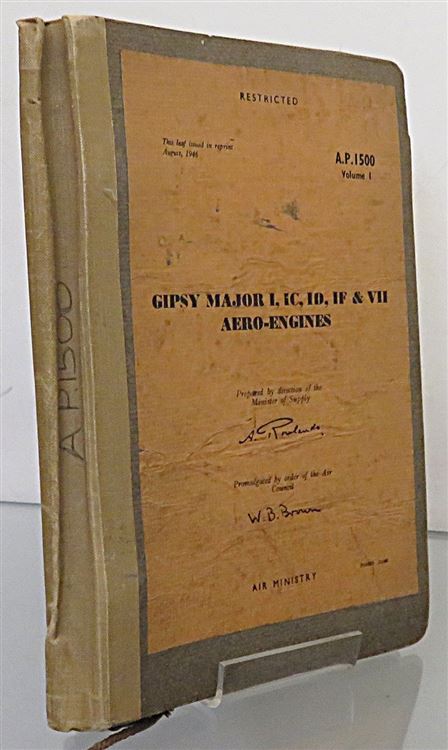 A.P.1500
RESTRICTED
This leaf issued in reprint
August, 1946
A.P.1500
Volume I
GIPSY MAJOR I, IC, ID, IF & VII
AERO-ENGINES
Prepared by direction of the
Minister of Supply
A. Rowlands
Promulgated by order of the Air
Council
W. B. Brown
AIR MINISTRY